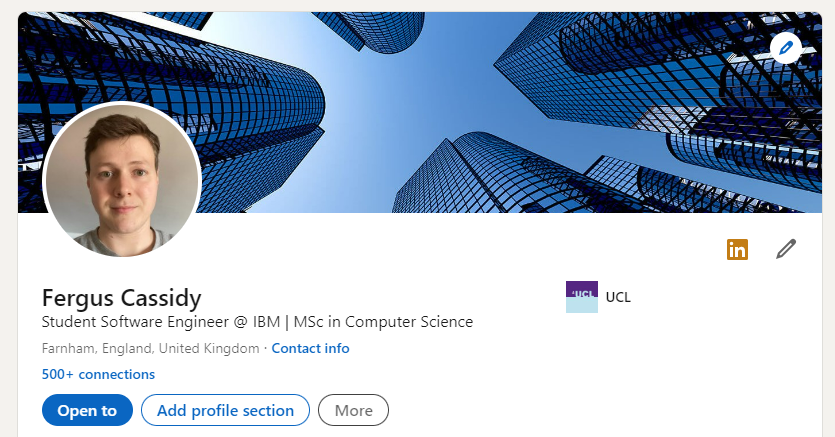 in
Fergus Cassidy
UCL
UCL
Student Software Engineer @ IBM | MSc in Computer Science
Farnham, England, United Kingdom · Contact info
500+ connections
Open to
Add profile section
More